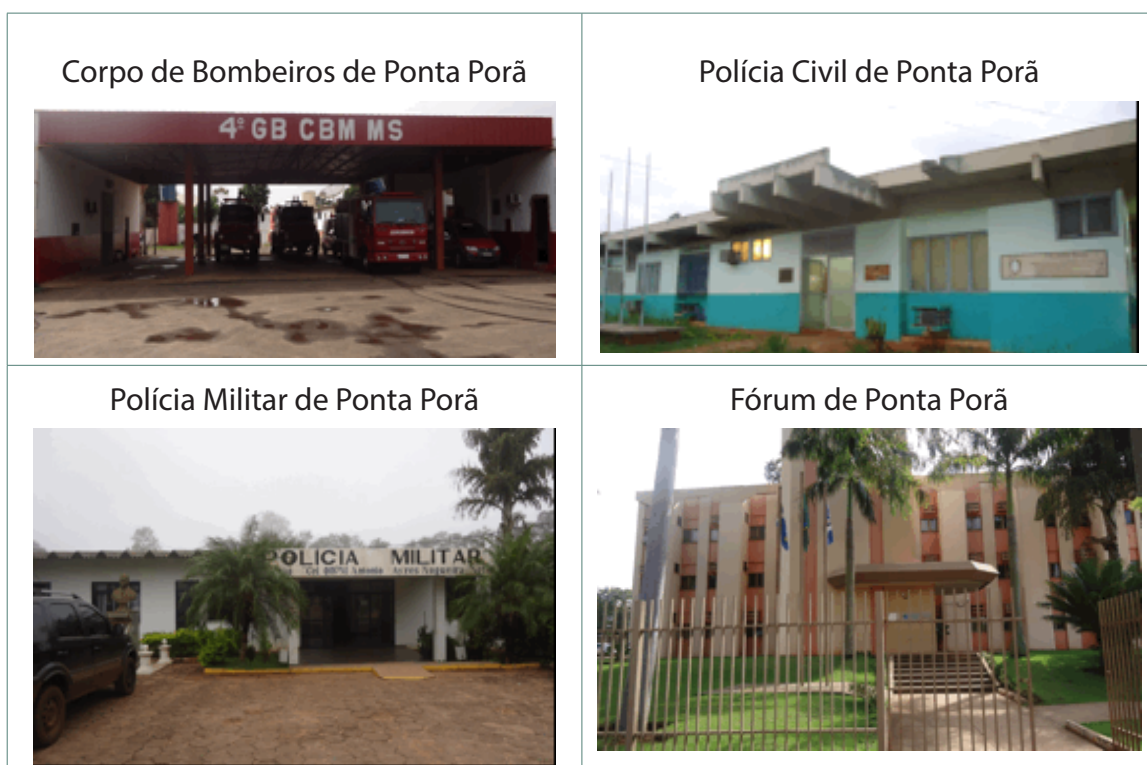 Corpo de Bombeiros de Ponta Porã
4º GB CBM MS
Polícia Civil de Ponta Porã
Polícia Militar de Ponta Porã
POLICIA MILITAR
Fórum de Ponta Porã